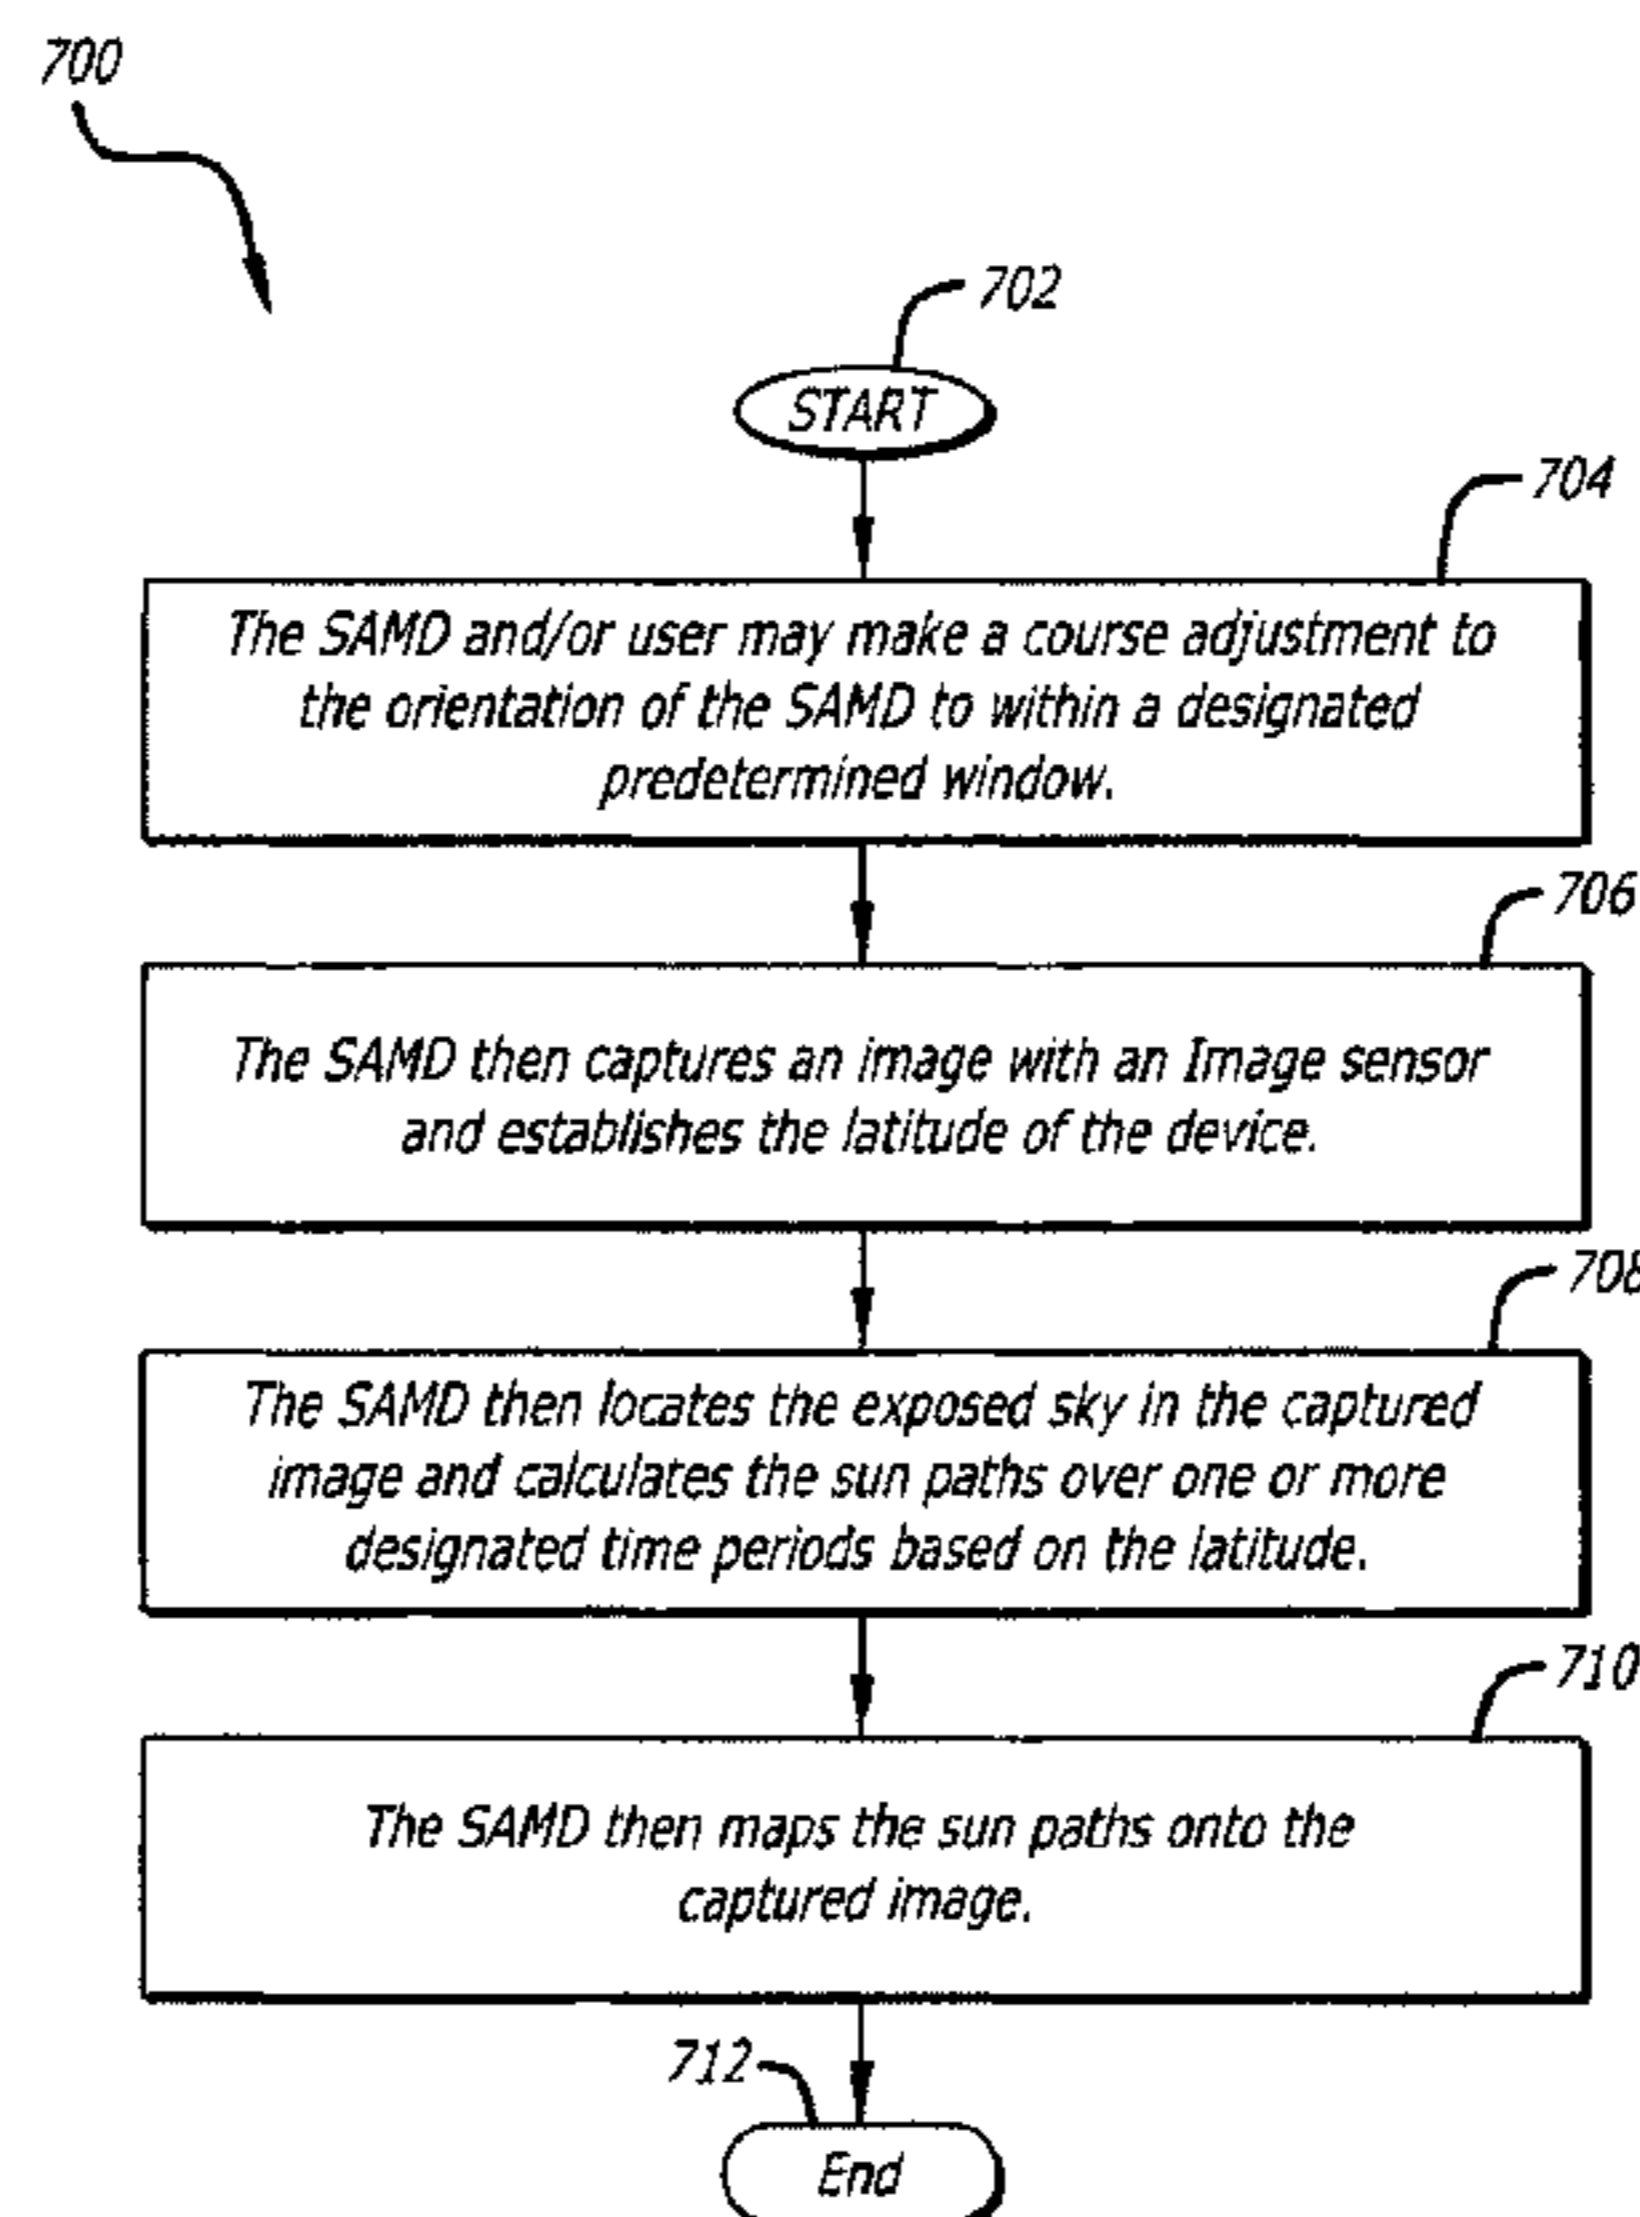 700
702
START
704
The SAMD and/or user may make a course adjustment to
the orientation of the SAMD to within a designated
predetermined window.
706
The SAMD then captures an image with an Image sensor
and establishes the latitude of the device.
708
The SAMD then locates the exposed sky in the captured
image and calculates the sun paths over one or more
designated time periods based on the latitude.
710
The SAMD then maps the sun paths onto the
captured image.
712
End